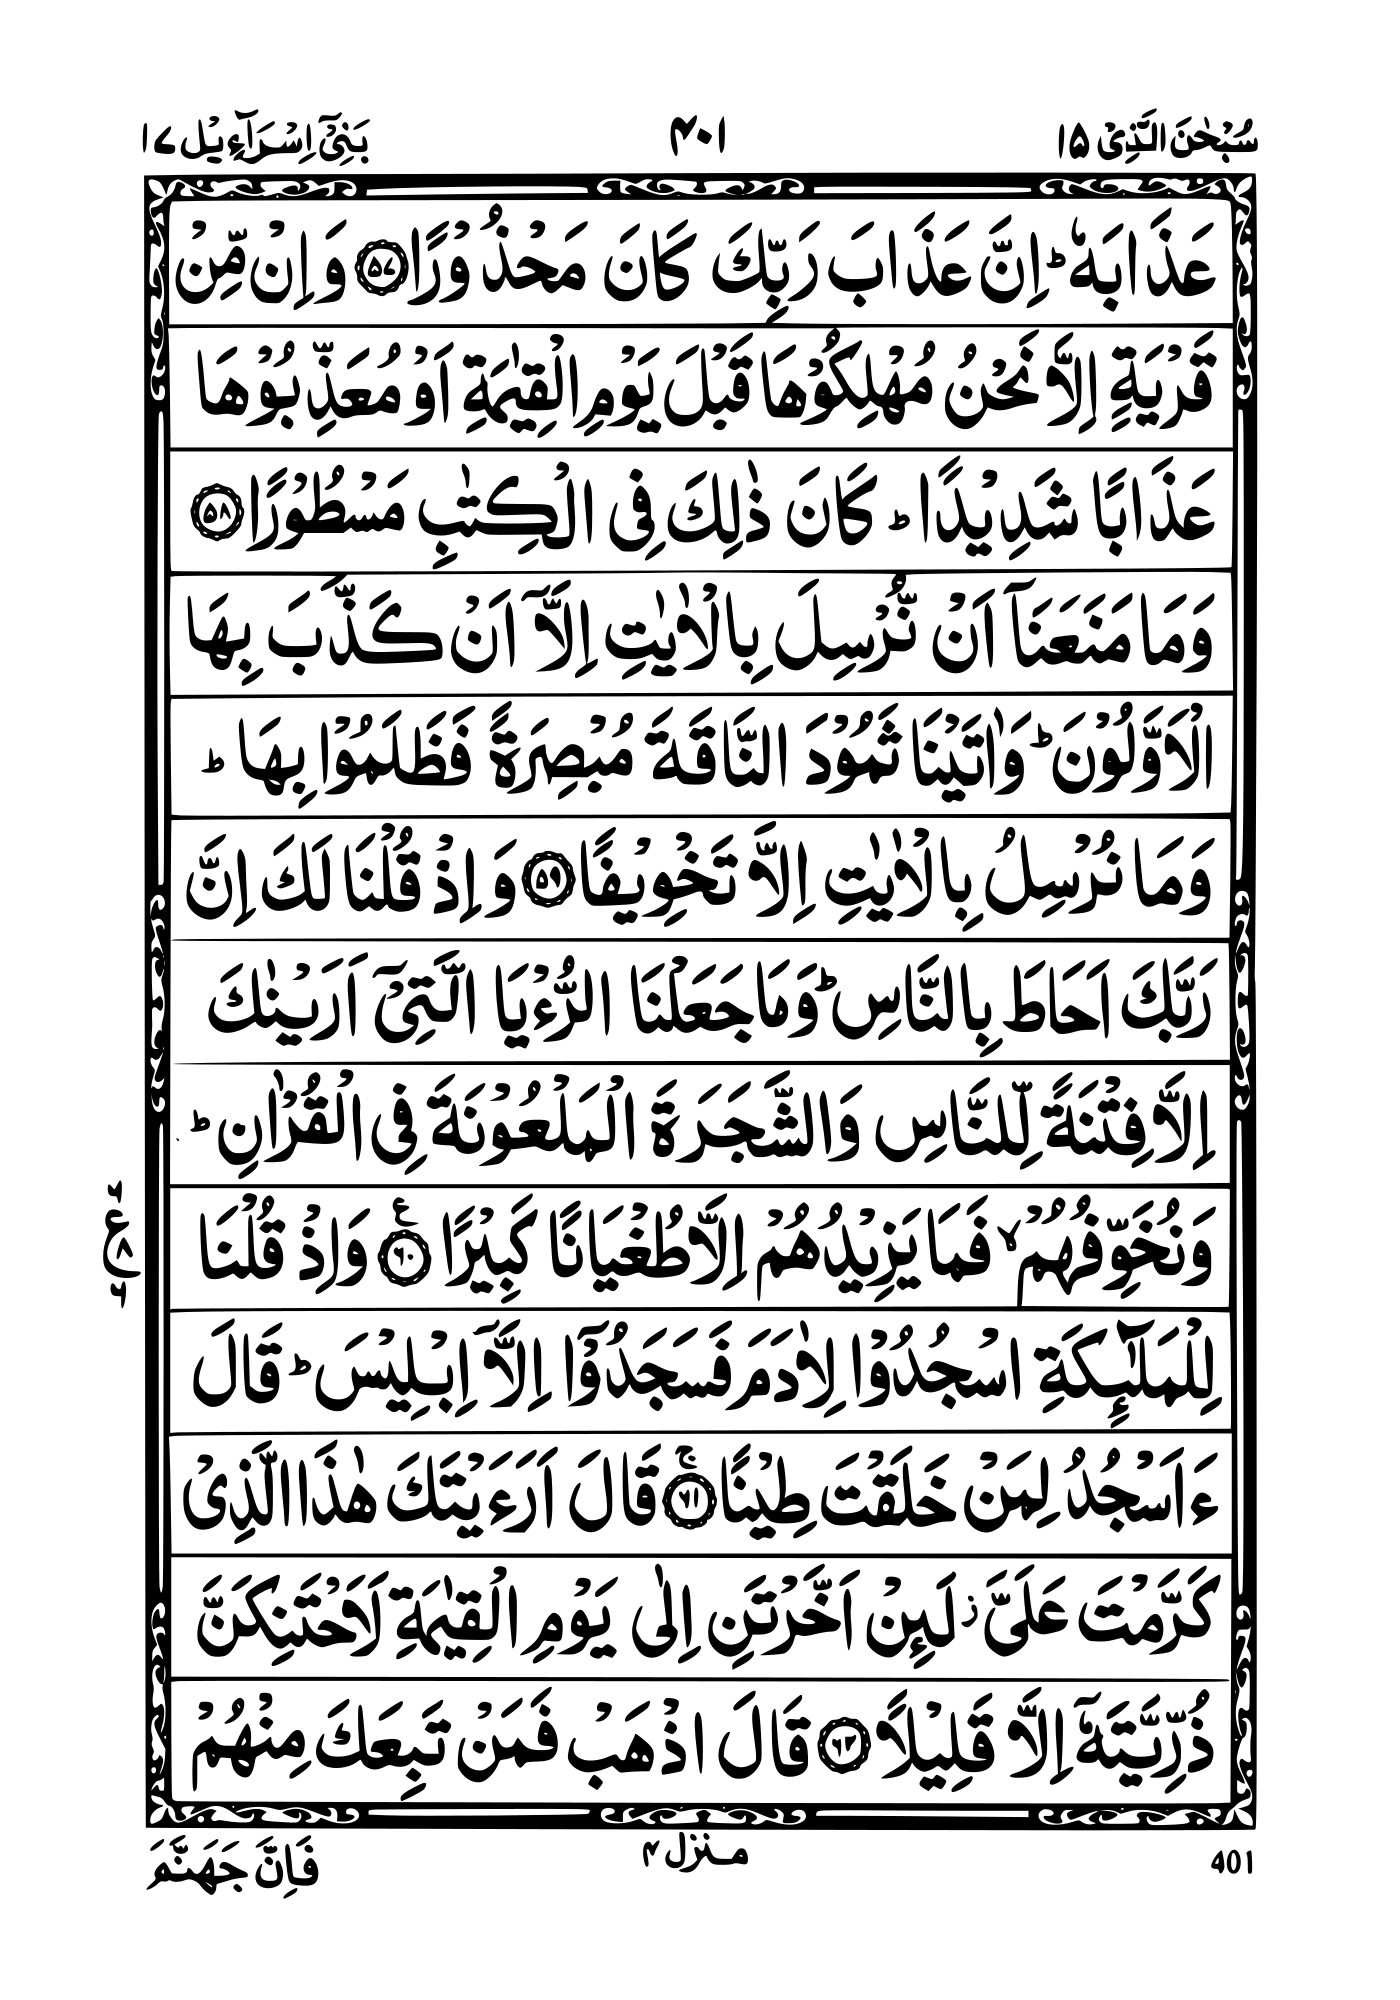 سُبْحٰنَ الَّذِیْ ۱۵
۴۰۱
بَنِیْۤ اِسْرَآءِیْل ۱۷
عَذَابَهٗ ؕ اِنَّ عَذَابَ رَبِّكَ كَانَ مَحْذُوْرًا ۵۷ وَ اِنْ مِّنْ
قَرْیَةٍ اِلَّا نَحْنُ مُهْلِكُوْهَا قَبْلَ یَوْمِ الْقِیٰمَةِ اَوْ مُعَذِّبُوْهَا
عَذَابًا شَدِیْدًا ؕ كَانَ ذٰلِكَ فِی الْكِتٰبِ مَسْطُوْرًا ۵۸
وَمَا مَنَعَنَاۤ اَنْ نُّرْسِلَ بِالْاٰیٰتِ اِلَّاۤ اَنْ كَذَّبَ بِهَا
الْاَوَّلُوْنَ ؕ وَاٰتَیْنَا ثَمُوْدَ النَّاقَةَ مُبْصِرَةً فَظَلَمُوْا بِهَا ؕ
وَمَا نُرْسِلُ بِالْاٰیٰتِ اِلَّا تَخْوِیْفًا ۵۹ وَ اِذْ قُلْنَا لَكَ اِنَّ
رَبَّكَ اَحَاطَ بِالنَّاسِ ؕ وَمَا جَعَلْنَا الرُّءْیَا الَّتِیْۤ اَرَیْنٰكَ
اِلَّا فِتْنَةً لِّلنَّاسِ وَالشَّجَرَةَ الْمَلْعُوْنَةَ فِی الْقُرْاٰنِ ؕ
وَنُخَوِّفُهُمْ ۙ فَمَا یَزِیْدُهُمْ اِلَّا طُغْیَانًا كَبِیْرًا ۶۰ ع وَاِذْ قُلْنَا
۶ ع ۸ ۶
لِلْمَلٰٓىِٕكَةِ اسْجُدُوْا لِاٰدَمَ فَسَجَدُوْۤا اِلَّاۤ اِبْلِیْسَ ؕ قَالَ
ءَاَسْجُدُ لِمَنْ خَلَقْتَ طِیْنًا ۶۱ ج قَالَ اَرَءَیْتَكَ هٰذَا الَّذِیْ
كَرَّمْتَ عَلَیَّ ز لَىِٕنْ اَخَّرْتَنِ اِلٰی یَوْمِ الْقِیٰمَةِ لَاَحْتَنِكَنَّ
ذُرِّیَّتَهٗۤ اِلَّا قَلِیْلًا ۶۲ قَالَ اذْهَبْ فَمَنْ تَبِعَكَ مِنْهُمْ
401
منزل ۴
فَاِنَّ جَهَنَّمَ